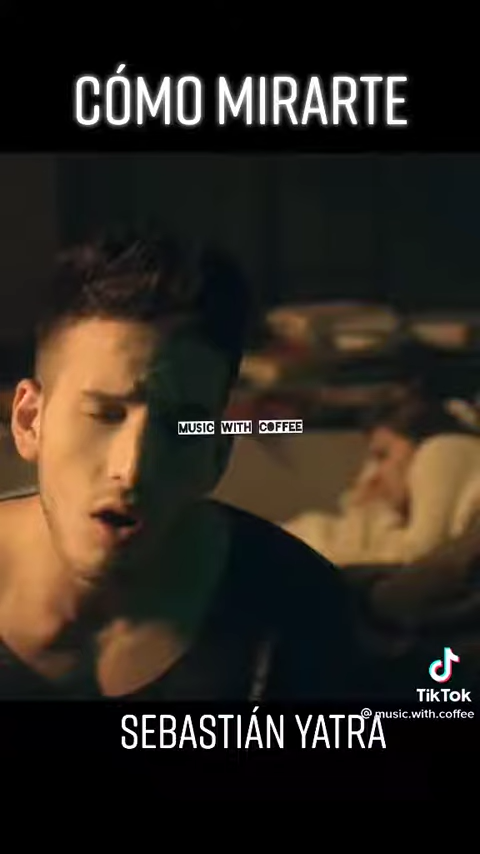 CÓMO MIRARTE
MUSIC WITH COFFEE
TikTok
@music.with.coffee
SEBASTIÁN YATRA